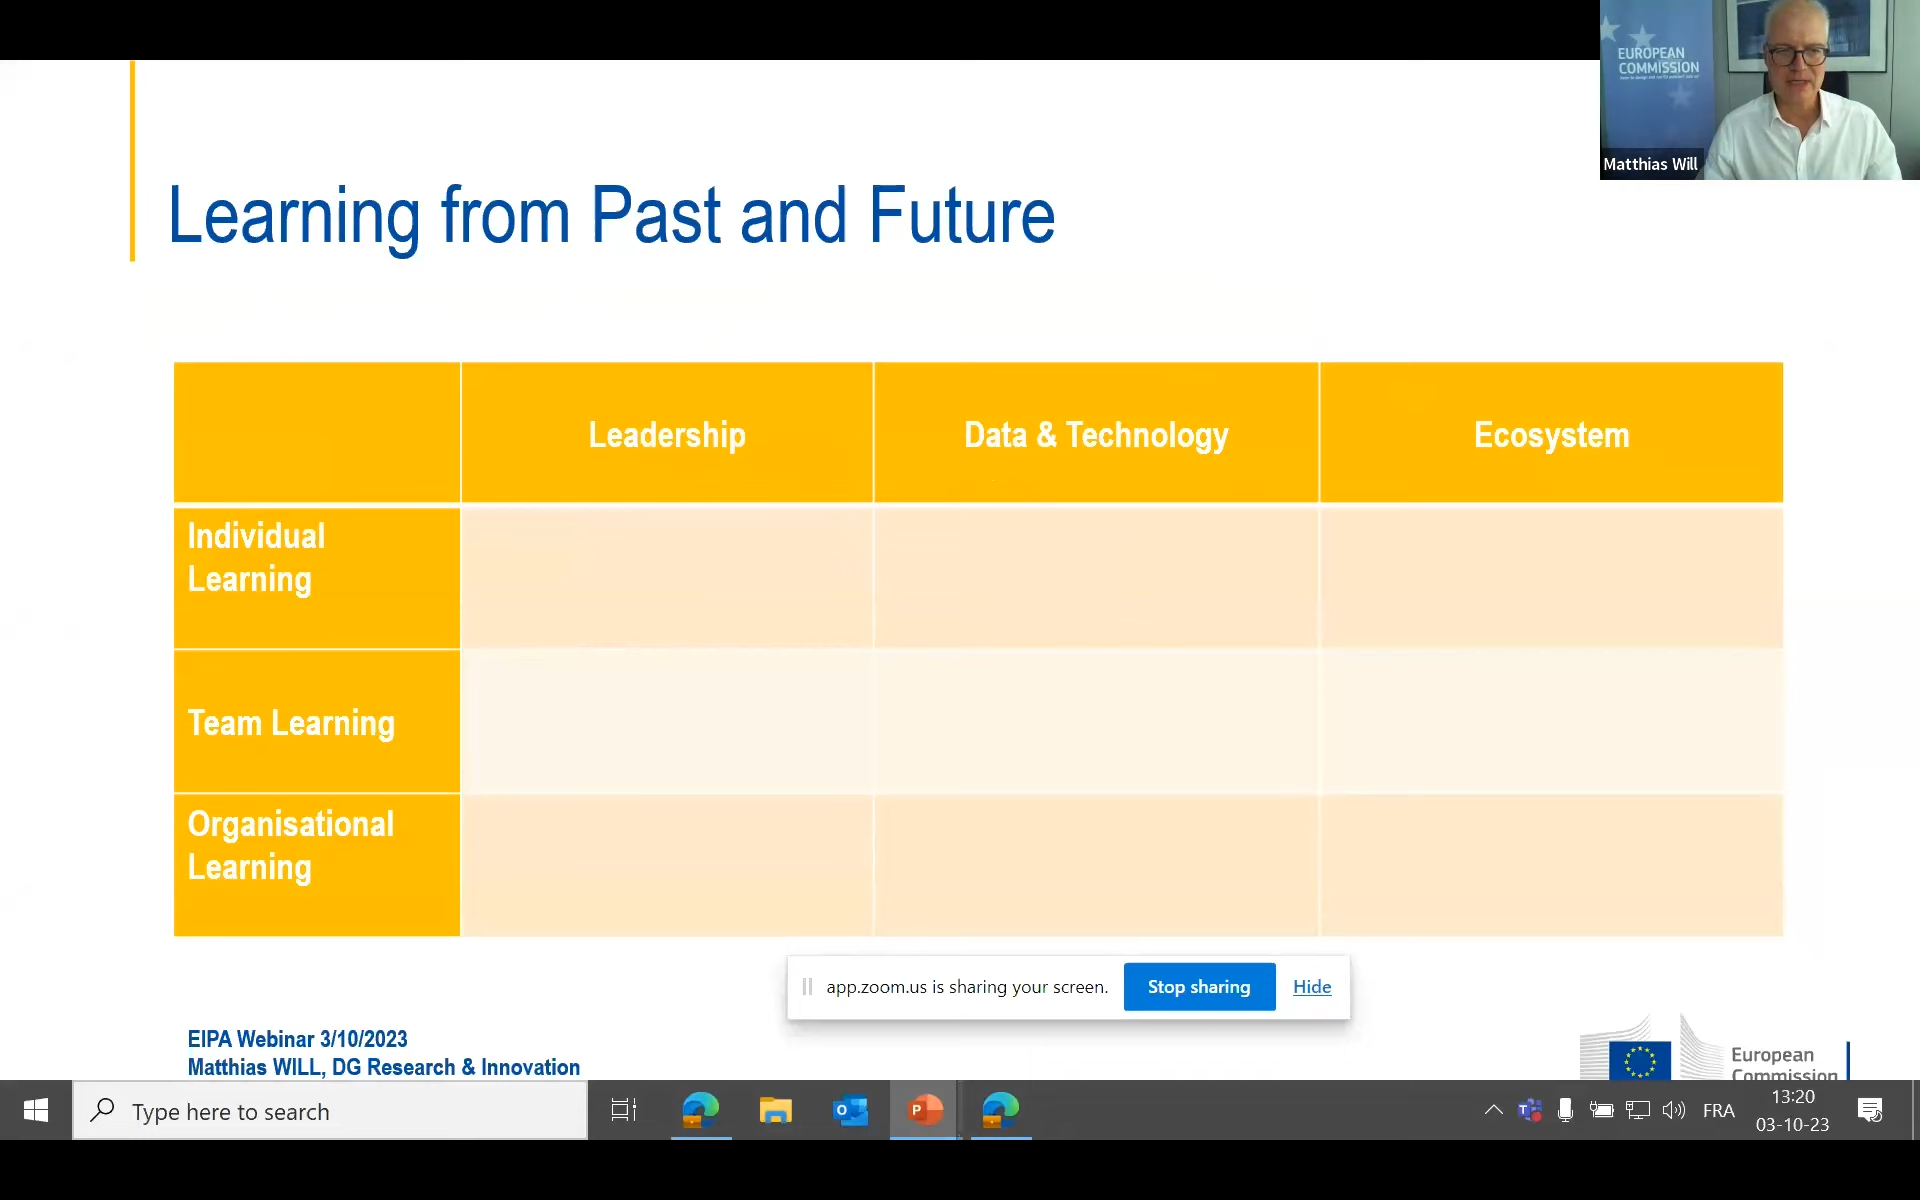 EUROPEAN
COMMISSION
Matthias Will
Learning from Past and Future
Leadership
Data & Technology
Ecosystem
Individual
Learning
Team Learning
Organisational
Learning
app.zoom.us is sharing your screen.
Stop sharing
Hide
EIPA Webinar 3/10/2023
Matthias WILL, DG Research & Innovation
European
Commission
Type here to search
FRA
13:20
03-10-23